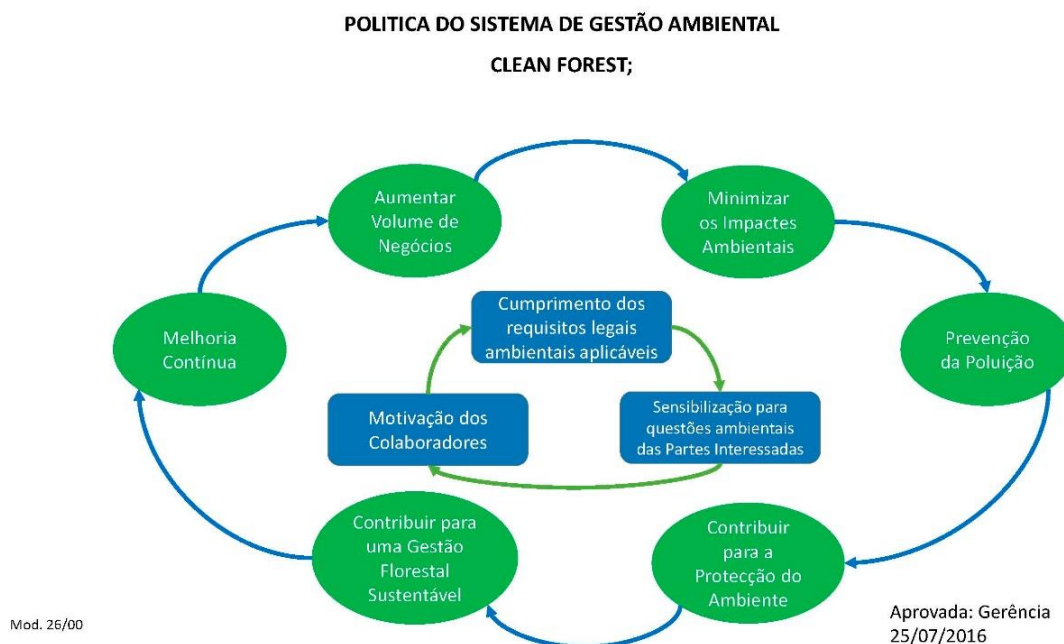 POLITICA DO SISTEMA DE GESTÃO AMBIENTAL
CLEAN FOREST;
Aumentar
Volume de
Negócios
Minimizar
os Impactes
Ambientais
Prevenção
da Poluição
Contribuir
para a
Protecção do
Ambiente
Contribuir para
uma Gestão
Florestal
Sustentável
Melhoria
Contínua
Cumprimento dos
requisitos legais
ambientais aplicáveis
Sensibilização para
questões ambientais
das Partes Interessadas
Motivação dos
Colaboradores
Mod. 26/00
Aprovada: Gerência
25/07/2016